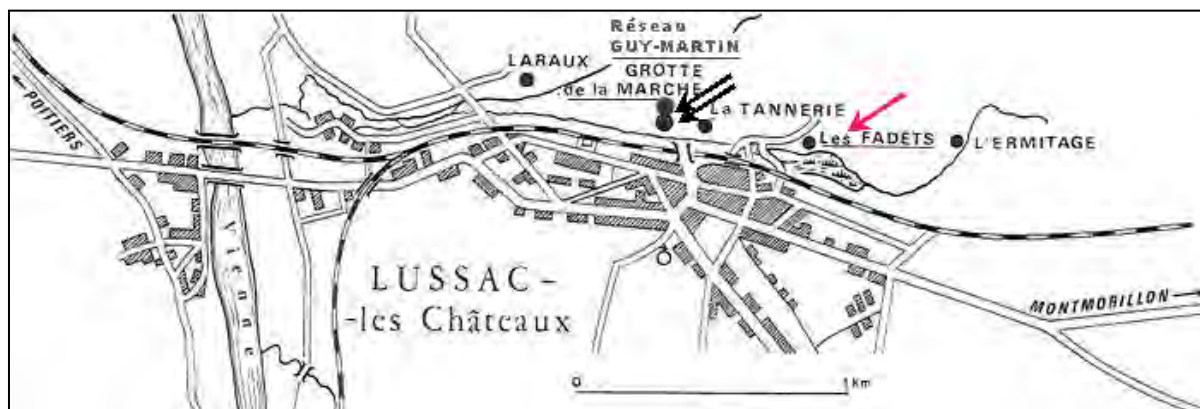 Réseau
GUY-MARTIN
GROTTE
de la MARCHE
LARAUX
La TANNERIE
Les FADETS
L'ERMITAGE
POITIERS
Vienne
LUSSAC -
-les Châteaux
MONTMORILLON
0
1 Km